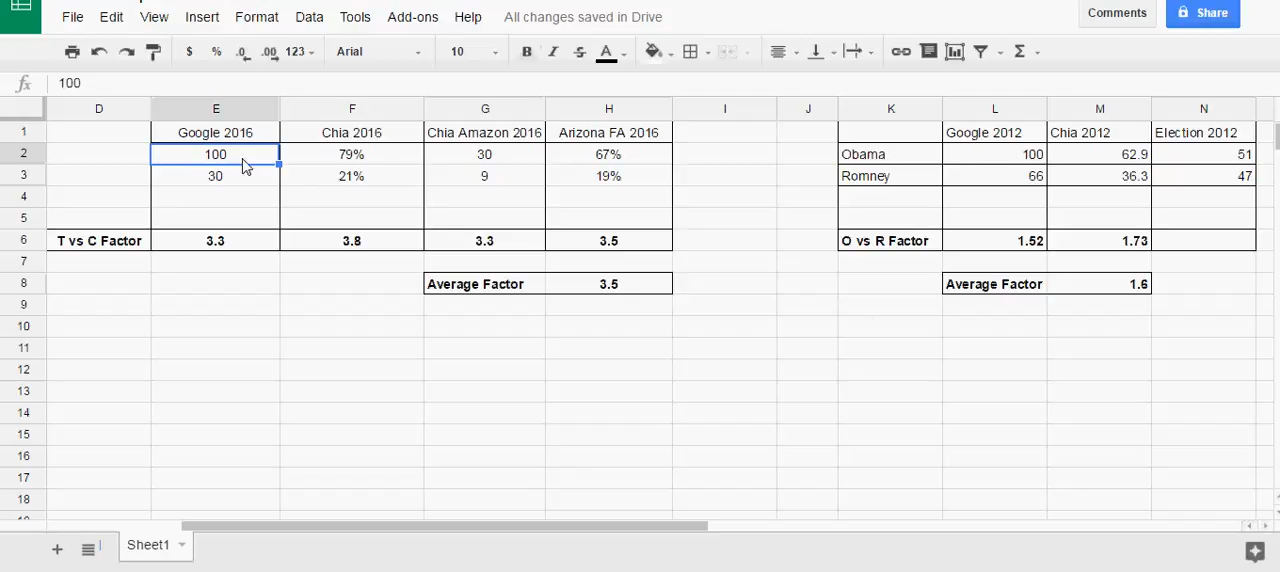 File Edit View Insert Format Data Tools Add-ons Help All changes saved in Drive Comments Share
$ % .0 .00 123 Arial 10 B I S A Σ
fx 100
D E F G H I J K L M N
1 Google 2016 Chia 2016 Chia Amazon 2016 Arizona FA 2016 Google 2012 Chia 2012 Election 2012
2 100 79% 30 67% Obama 100 62.9 51
3 30 21% 9 19% Romney 66 36.3 47
4
5
6 T vs C Factor 3.3 3.8 3.3 3.5 O vs R Factor 1.52 1.73
7
8 Average Factor 3.5 Average Factor 1.6
9
10
11
12
13
14
15
16
17
18
+ Sheet1